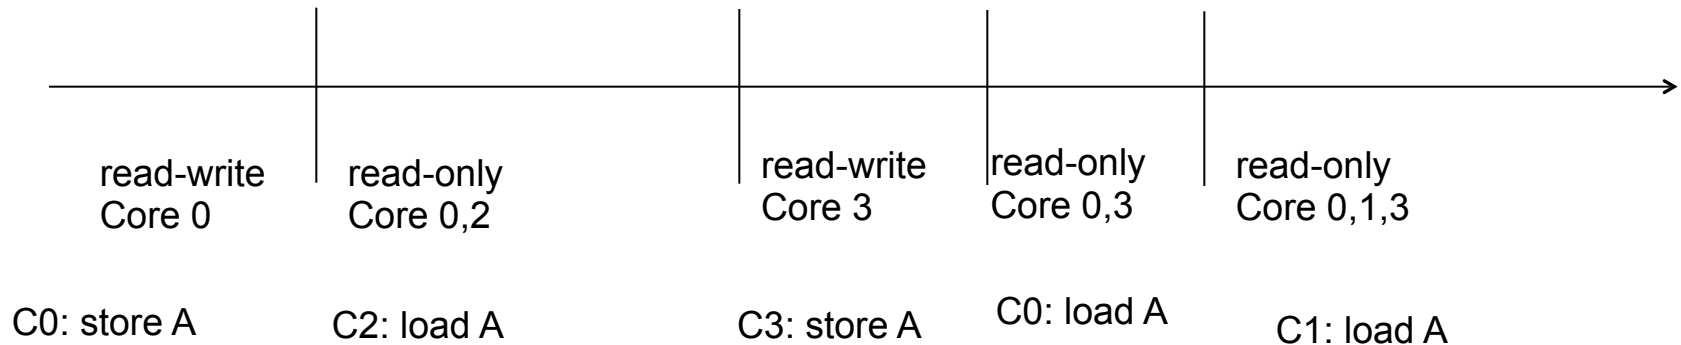 read-write
Core 0
read-only
Core 0,2
read-write
Core 3
read-only
Core 0,3
read-only
Core 0,1,3
C0: store A
C2: load A
C3: store A
C0: load A
C1: load A